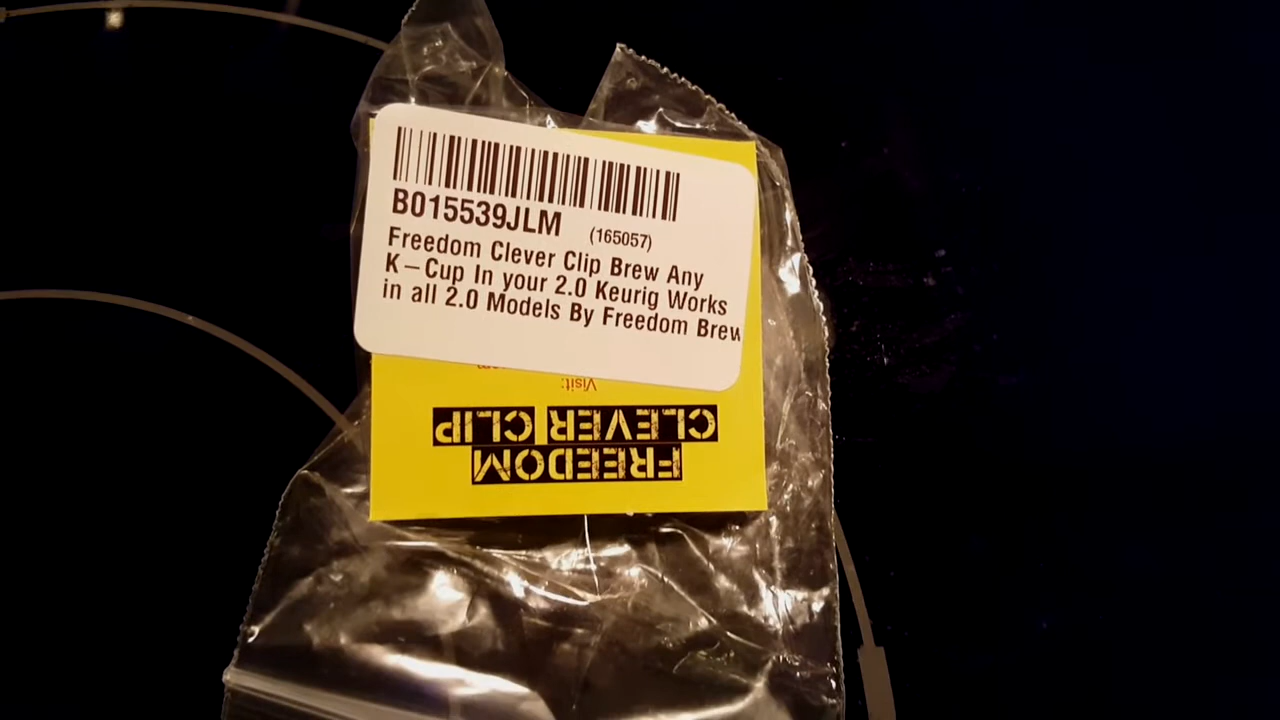 B015539JLM (165057)
Freedom Clever Clip Brew Any
K-Cup In your 2.0 Keurig Works
in all 2.0 Models By Freedom Brew
Visit:
FREEDOM
CLEVER CLIP